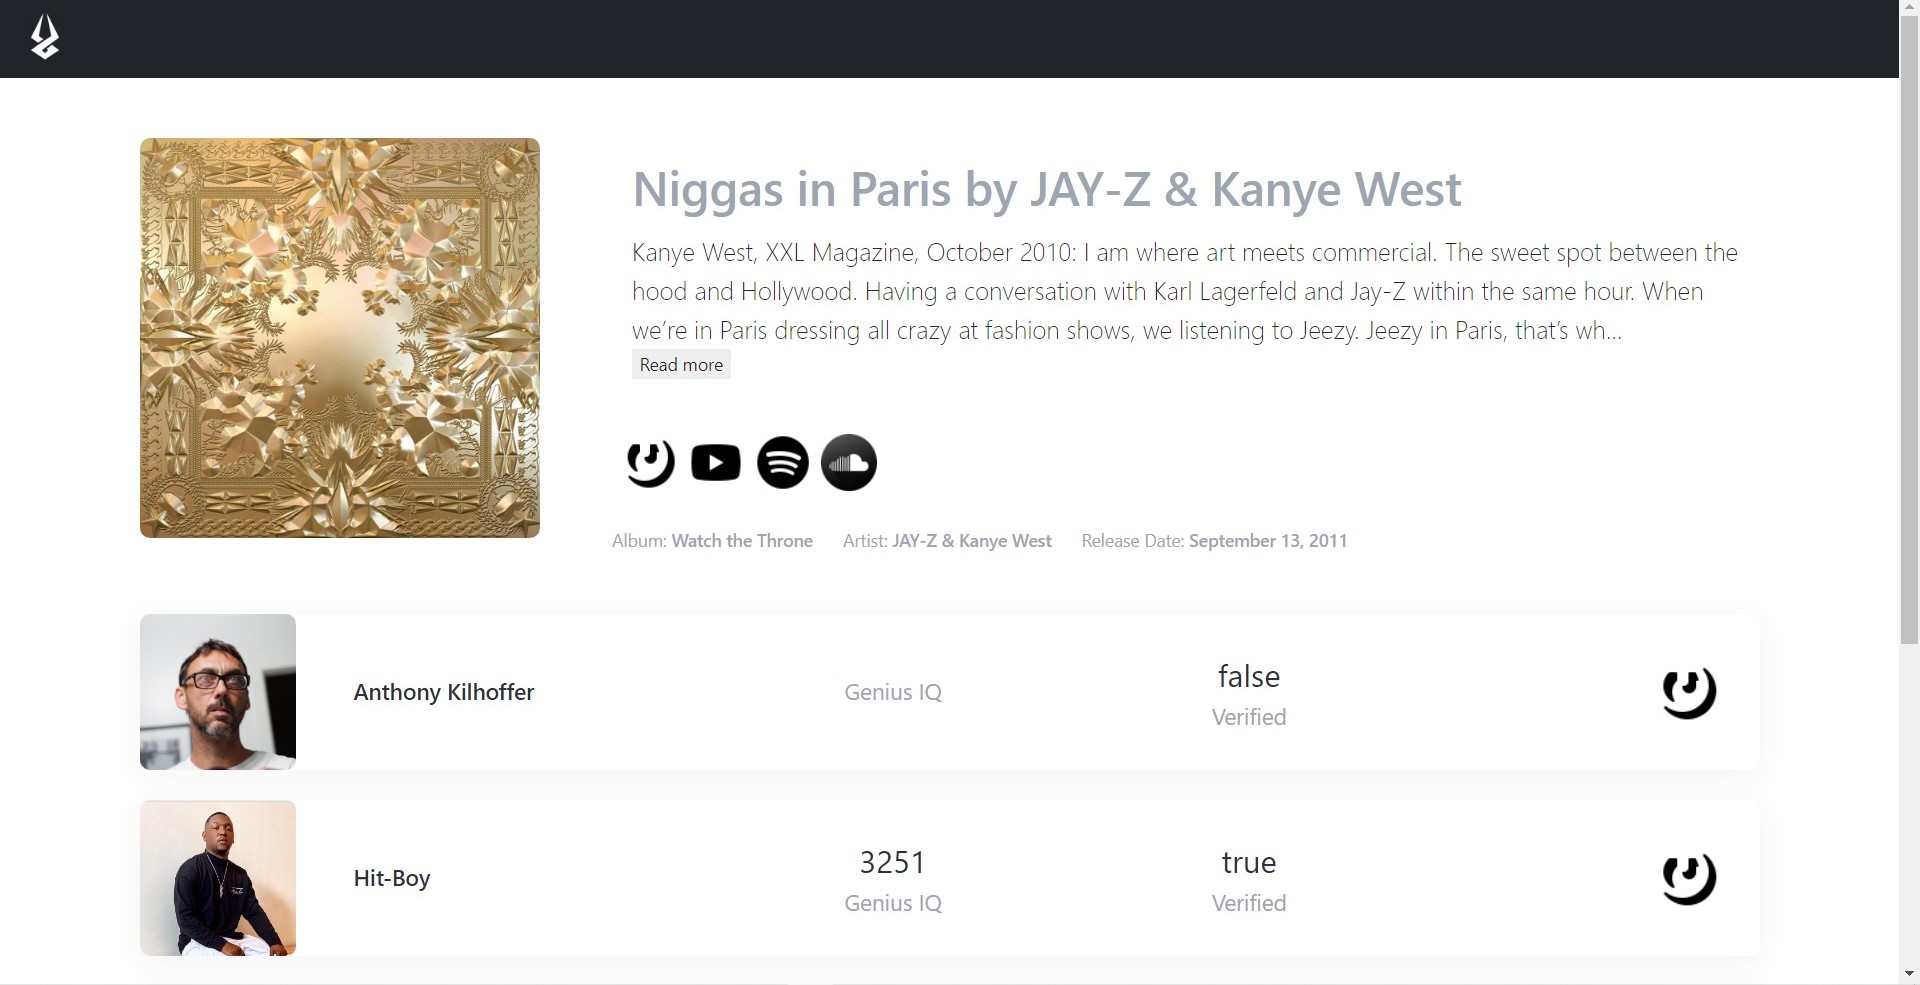 Niggas in Paris by JAY-Z & Kanye West
Kanye West, XXL Magazine, October 2010: I am where art meets commercial. The sweet spot between the
hood and Hollywood. Having a conversation with Karl Lagerfeld and Jay-Z within the same hour. When
we’re in Paris dressing all crazy at fashion shows, we listening to Jeezy. Jeezy in Paris, that’s wh...
Read more
Album: Watch the Throne Artist: JAY-Z & Kanye West Release Date: September 13, 2011
Anthony Kilhoffer
Genius IQ
false
Verified
Hit-Boy
3251
Genius IQ
true
Verified